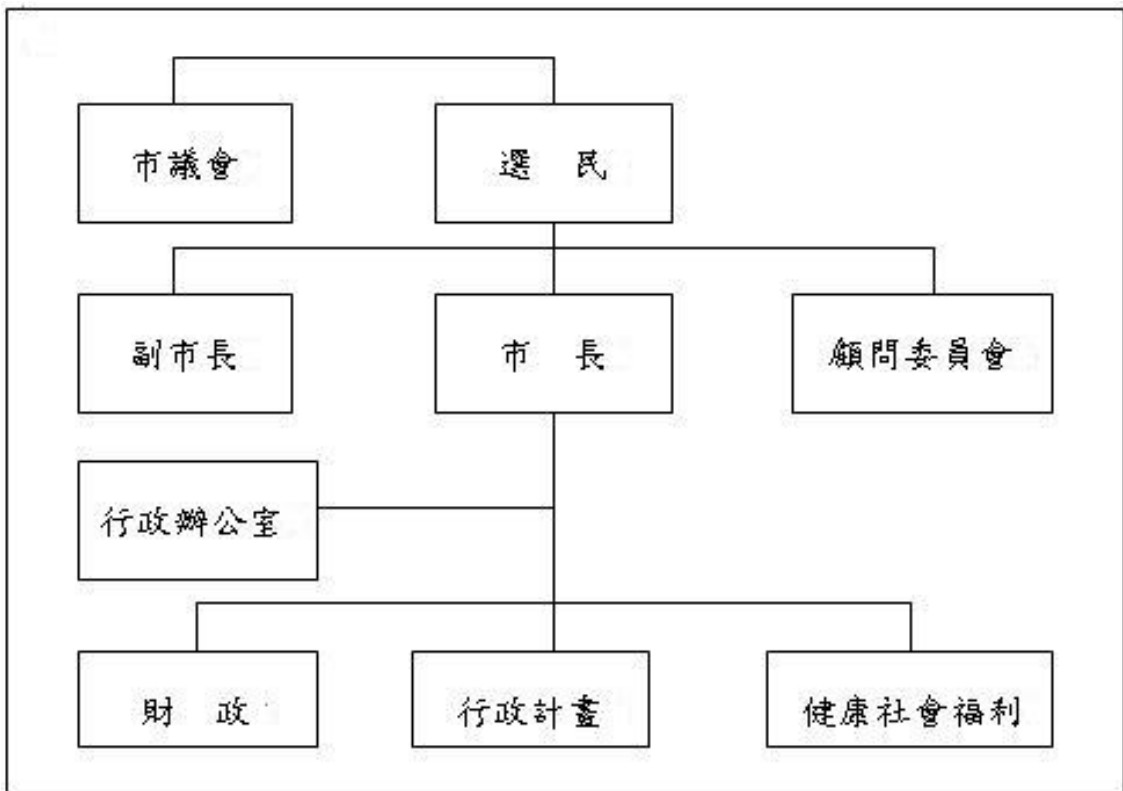 市議會
選民
副市長
市長
顧問委員會
行政辦公室
財政
行政計畫
健康社會福利